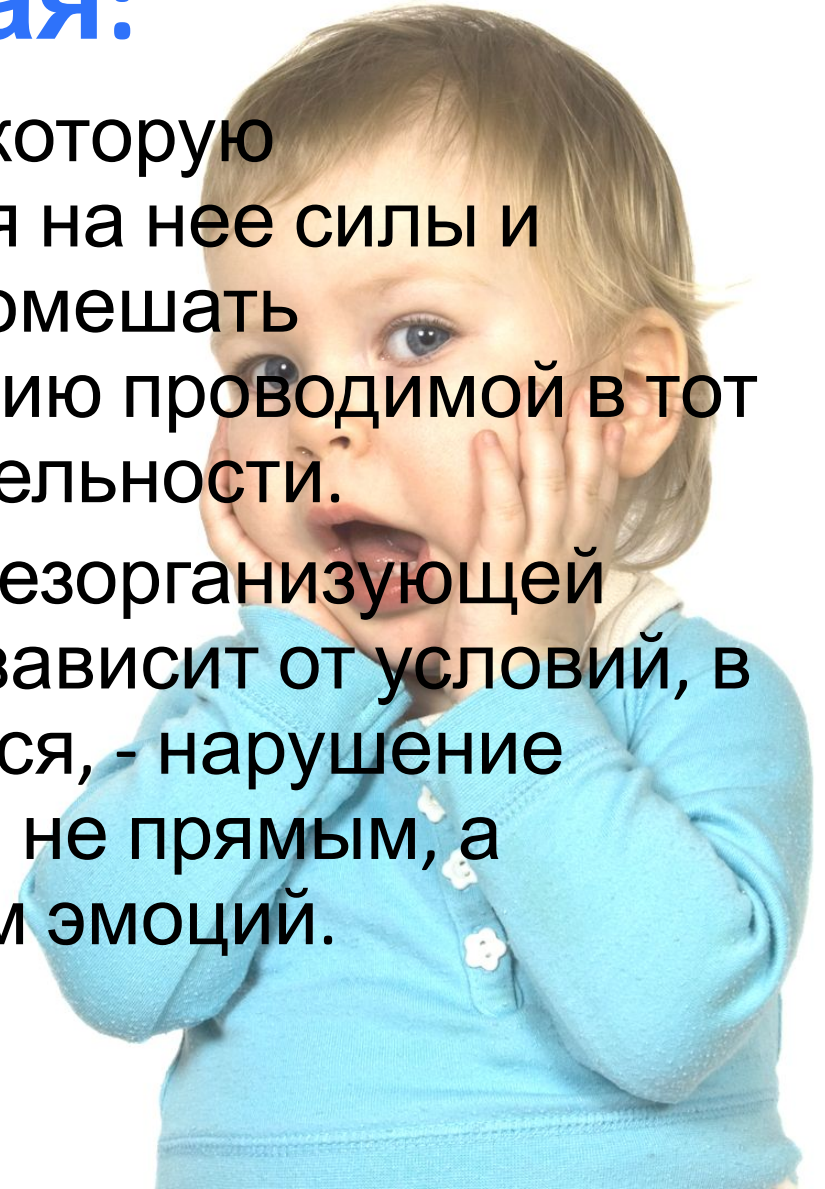 ая:
которую
я на нее силы и
омешать
ию проводимой в тот
ельности.
езорганизующей
зависит от условий, в
ся, - нарушение
не прямым, а
м эмоций.